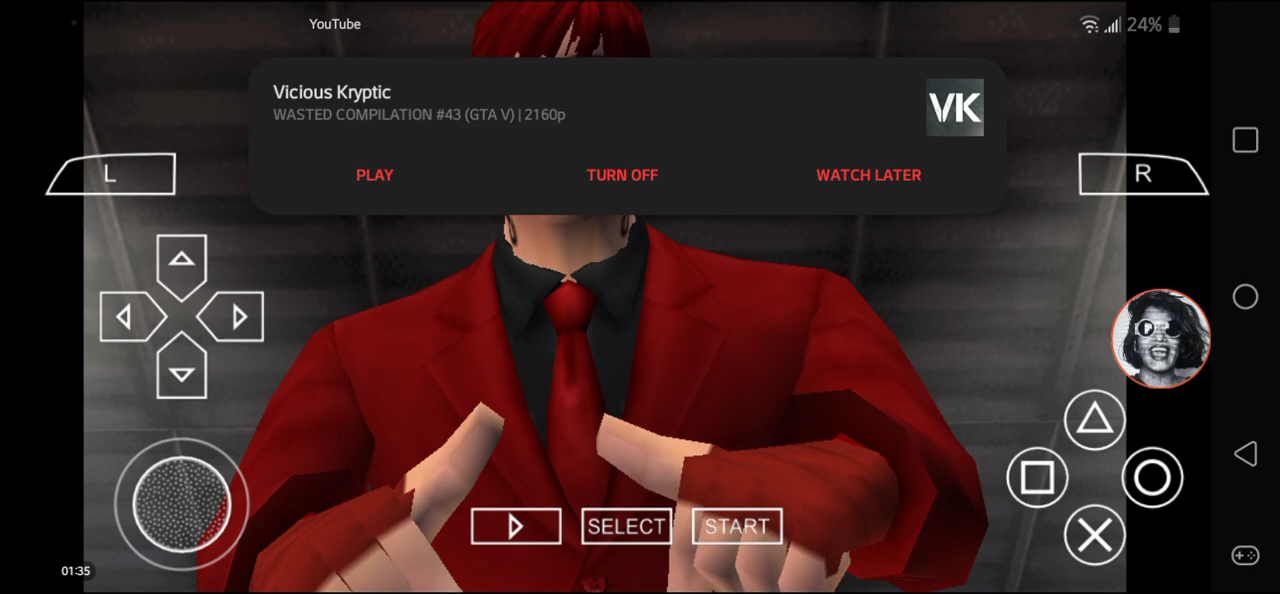 YouTube
24%
Vicious Kryptic
WASTED COMPILATION #43 (GTA V) | 2160p
VK
PLAY
TURN OFF
WATCH LATER
L
R
SELECT
START
01:35